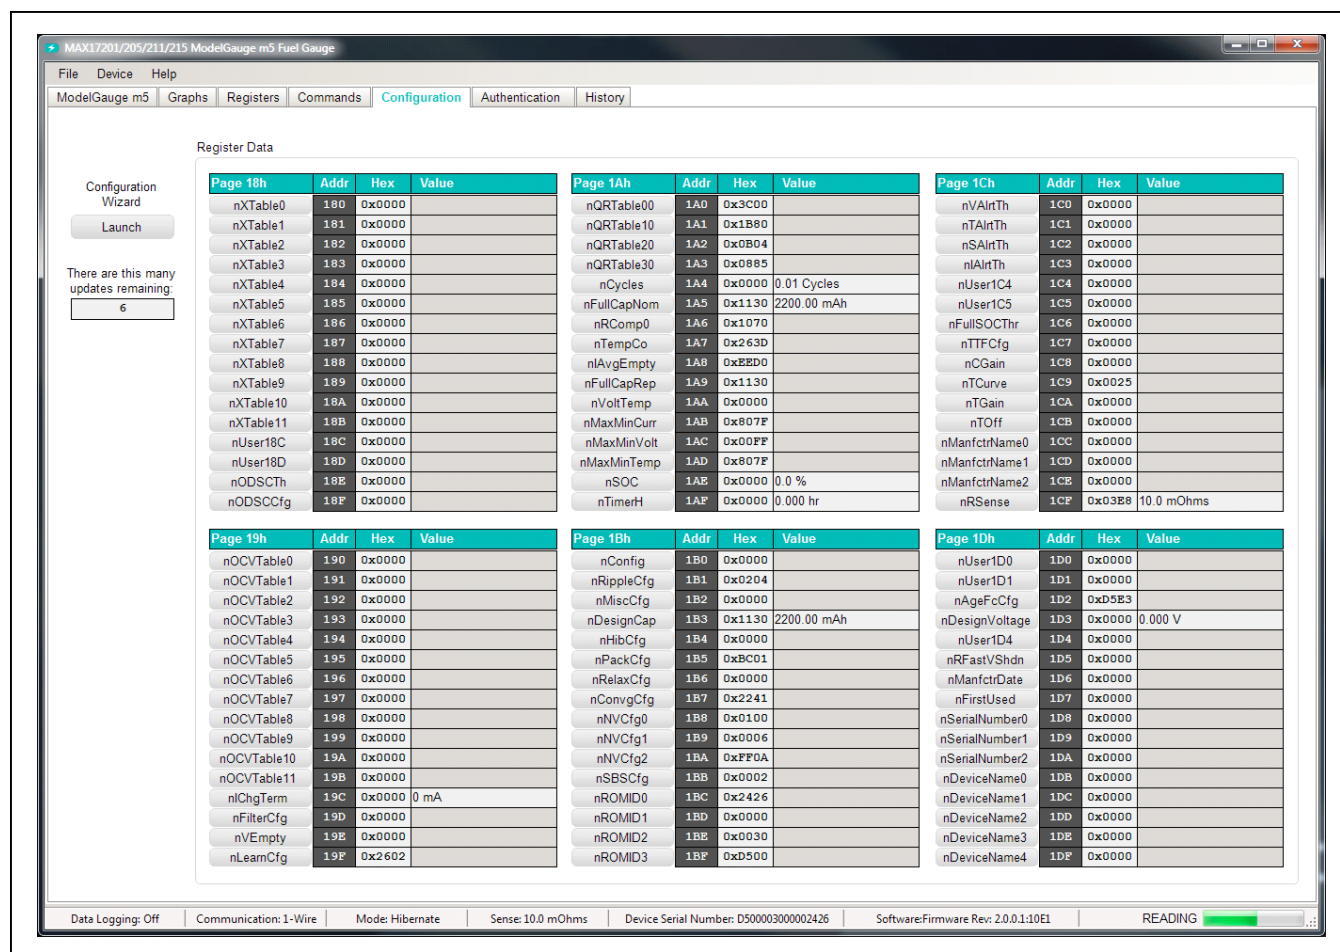 MAX17201/205/211/215 ModelGauge m5 Fuel Gauge
File Device Help
ModelGauge m5 Graphs Registers Commands Configuration Authentication History
Register Data
Configuration
Wizard
Launch
There are this many
updates remaining:
6
Page 18h Addr Hex Value
nXTable0 180 0x0000
nXTable1 181 0x0000
nXTable2 182 0x0000
nXTable3 183 0x0000
nXTable4 184 0x0000
nXTable5 185 0x0000
nXTable6 186 0x0000
nXTable7 187 0x0000
nXTable8 188 0x0000
nXTable9 189 0x0000
nXTable10 18A 0x0000
nXTable11 18B 0x0000
nUser18C 18C 0x0000
nUser18D 18D 0x0000
nODSCTh 18E 0x0000
nODSCCfg 18F 0x0000
Page 1Ah Addr Hex Value
nQRTable00 1A0 0x3C00
nQRTable10 1A1 0x1B80
nQRTable20 1A2 0x0B04
nQRTable30 1A3 0x0885
nCycles 1A4 0x0000 0.01 Cycles
nFullCapNom 1A5 0x1130 2200.00 mAh
nRComp0 1A6 0x1070
nTempCo 1A7 0x263D
nIAvgEmpty 1A8 0xEED0
nFullCapRep 1A9 0x1130
nVoltTemp 1AA 0x0000
nMaxMinCurr 1AB 0x807F
nMaxMinVolt 1AC 0x00FF
nMaxMinTemp 1AD 0x807F
nSOC 1AE 0x0000 0.0 %
nTimerH 1AF 0x0000 0.000 hr
Page 1Ch Addr Hex Value
nVAlrtTh 1C0 0x0000
nTAlrtTh 1C1 0x0000
nSAlrtTh 1C2 0x0000
nIAlrtTh 1C3 0x0000
nUser1C4 1C4 0x0000
nUser1C5 1C5 0x0000
nFullSOCThr 1C6 0x0000
nTTFCfg 1C7 0x0000
nCGain 1C8 0x0000
nTCurve 1C9 0x0025
nTGain 1CA 0x0000
nTOff 1CB 0x0000
nManfctrName0 1CC 0x0000
nManfctrName1 1CD 0x0000
nManfctrName2 1CE 0x0000
nRSense 1CF 0x03E8 10.0 mOhms
Page 19h Addr Hex Value
nOCVTable0 190 0x0000
nOCVTable1 191 0x0000
nOCVTable2 192 0x0000
nOCVTable3 193 0x0000
nOCVTable4 194 0x0000
nOCVTable5 195 0x0000
nOCVTable6 196 0x0000
nOCVTable7 197 0x0000
nOCVTable8 198 0x0000
nOCVTable9 199 0x0000
nOCVTable10 19A 0x0000
nOCVTable11 19B 0x0000
nIChgTerm 19C 0x0000 0 mA
nFilterCfg 19D 0x0000
nVEmpty 19E 0x0000
nLearnCfg 19F 0x2602
Page 1Bh Addr Hex Value
nConfig 1B0 0x0000
nRippleCfg 1B1 0x0204
nMiscCfg 1B2 0x0000
nDesignCap 1B3 0x1130 2200.00 mAh
nHibCfg 1B4 0x0000
nPackCfg 1B5 0xBC01
nRelaxCfg 1B6 0x0000
nConvgCfg 1B7 0x2241
nNVCfg0 1B8 0x0100
nNVCfg1 1B9 0x0006
nNVCfg2 1BA 0xFF0A
nSBSCfg 1BB 0x0002
nROMID0 1BC 0x2426
nROMID1 1BD 0x0000
nROMID2 1BE 0x0030
nROMID3 1BF 0xD500
Page 1Dh Addr Hex Value
nUser1D0 1D0 0x0000
nUser1D1 1D1 0x0000
nAgeFcCfg 1D2 0xD5E3
nDesignVoltage 1D3 0x0000 0.000 V
nUser1D4 1D4 0x0000
nRFastVShdn 1D5 0x0000
nManfctrDate 1D6 0x0000
nFirstUsed 1D7 0x0000
nSerialNumber0 1D8 0x0000
nSerialNumber1 1D9 0x0000
nSerialNumber2 1DA 0x0000
nDeviceName0 1DB 0x0000
nDeviceName1 1DC 0x0000
nDeviceName2 1DD 0x0000
nDeviceName3 1DE 0x0000
nDeviceName4 1DF 0x0000
Data Logging: Off Communication: 1-Wire Mode: Hibernate Sense: 10.0 mOhms Device Serial Number: D500003000002426 Software:Firmware Rev: 2.0.0.1:10E1 READING